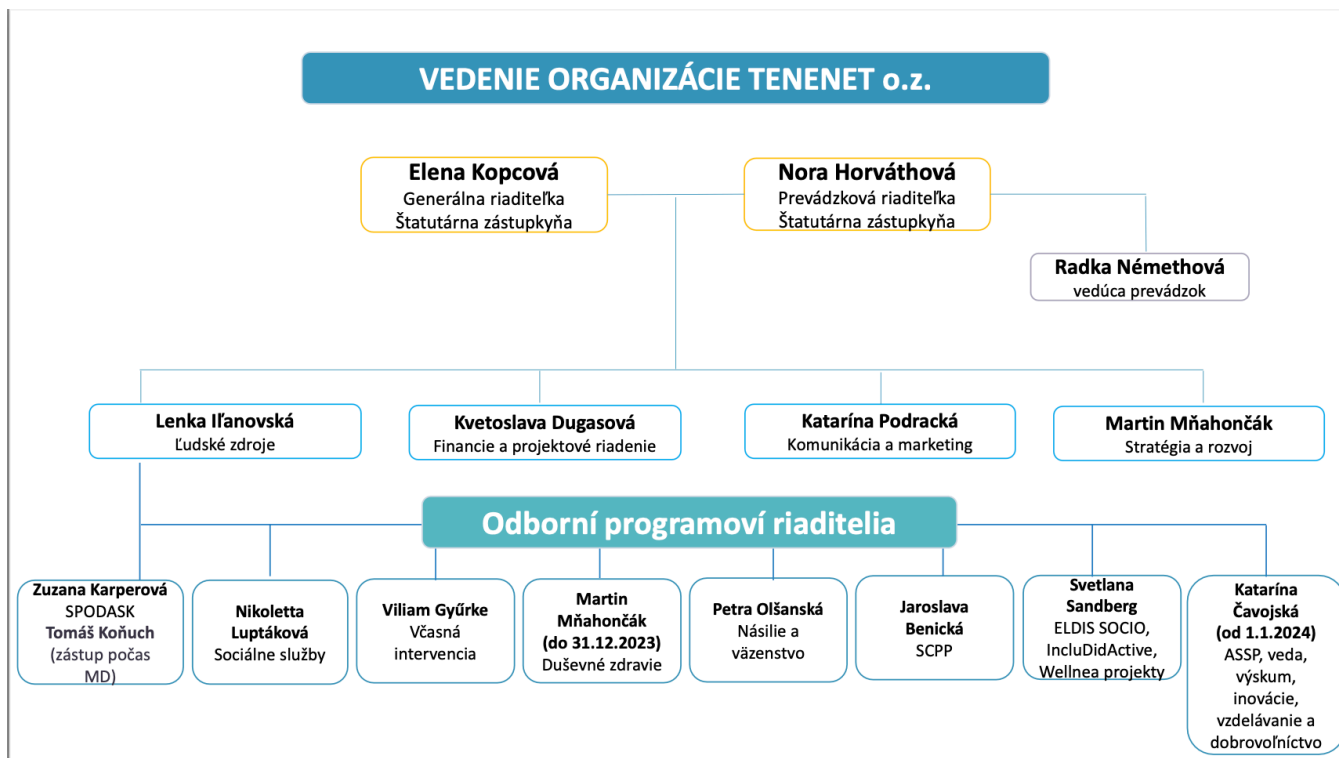 VEDENIE ORGANIZÁCIE TENENET o.z.
Elena Kopcová
Generálna riaditeľka
Štatutárna zástupkyňa
Nora Horváthová
Prevádzková riaditeľka
Štatutárna zástupkyňa
Radka Némethová
vedúca prevádzok
Lenka Iľanovská
Ľudské zdroje
Kvetoslava Dugasová
Financie a projektové riadenie
Katarína Podracká
Komunikácia a marketing
Martin Mňahončák
Stratégia a rozvoj
Odborní programoví riaditelia
Zuzana Karperová
SPODASK
Tomáš Koňuch
(zástup počas
MD)
Nikoletta
Luptáková
Sociálne služby
Viliam Gyűrke
Včasná
intervencia
Martin
Mňahončák
(do 31.12.2023)
Duševné zdravie
Petra Olšanská
Násilie a
väzenstvo
Jaroslava
Benická
SCPP
Svetlana
Sandberg
ELDIS SOCIO,
IncluDidActive,
Wellnea projekty
Katarína
Čavojská
(od 1.1.2024)
ASSP, veda,
výskum,
inovácie,
vzdelávanie a
dobrovoľníctvo